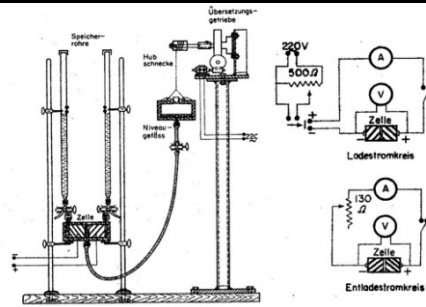 Speicher-
rohre
Übersetzungs-
getriebe
Hub
schnecke
Niveau-
gefäss
Zelle
220V
500Ω
A
V
Zelle
+
-
Ladestromkreis
130
Ω
A
V
Zelle
Entladestromkreis